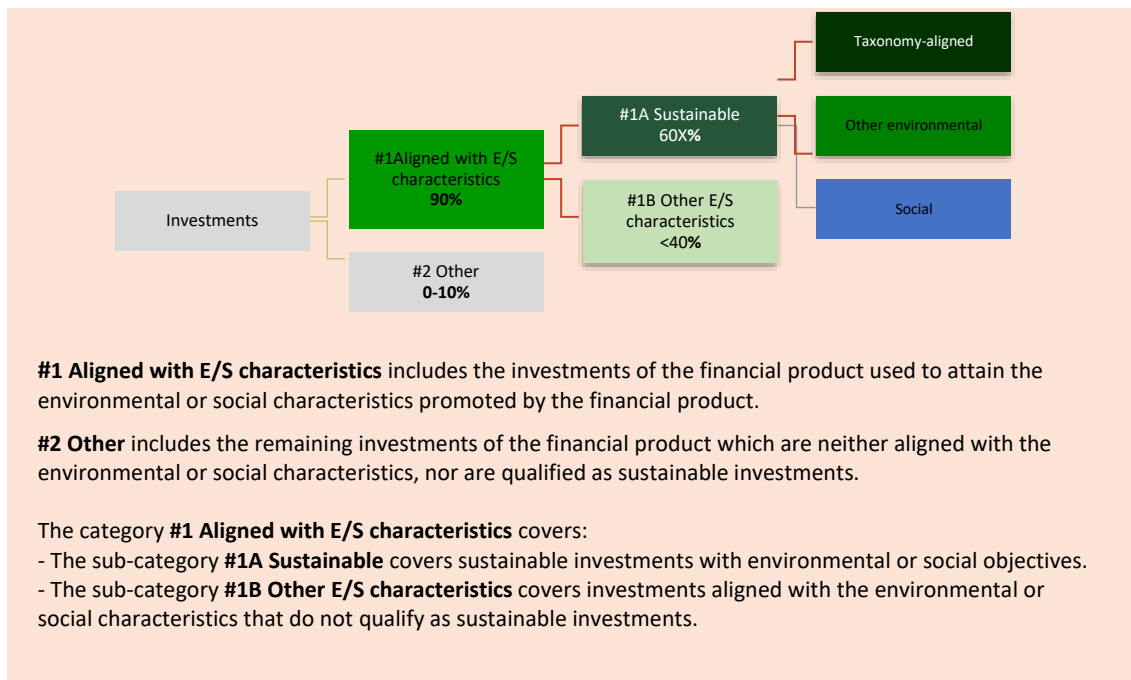 Taxonomy-aligned
#1A Sustainable
60X%
Other environmental
#1Aligned with E/S
characteristics
90%
#1B Other E/S
characteristics
<40%
Social
Investments
#2 Other
0-10%
#1 Aligned with E/S characteristics includes the investments of the financial product used to attain the
environmental or social characteristics promoted by the financial product.
#2 Other includes the remaining investments of the financial product which are neither aligned with the
environmental or social characteristics, nor are qualified as sustainable investments.
The category #1 Aligned with E/S characteristics covers:
- The sub-category #1A Sustainable covers sustainable investments with environmental or social objectives.
- The sub-category #1B Other E/S characteristics covers investments aligned with the environmental or
social characteristics that do not qualify as sustainable investments.